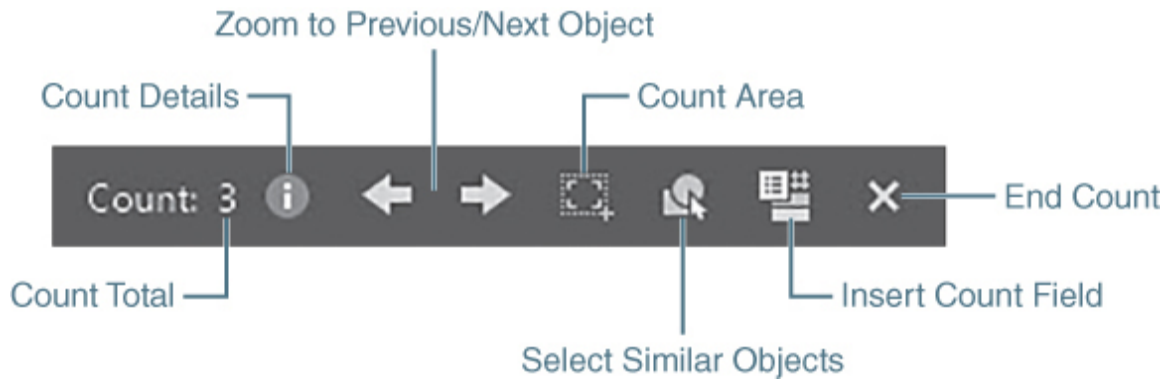 Zoom to Previous/Next Object
Count Details
Count Area
Count: 3
End Count
Count Total
Insert Count Field
Select Similar Objects